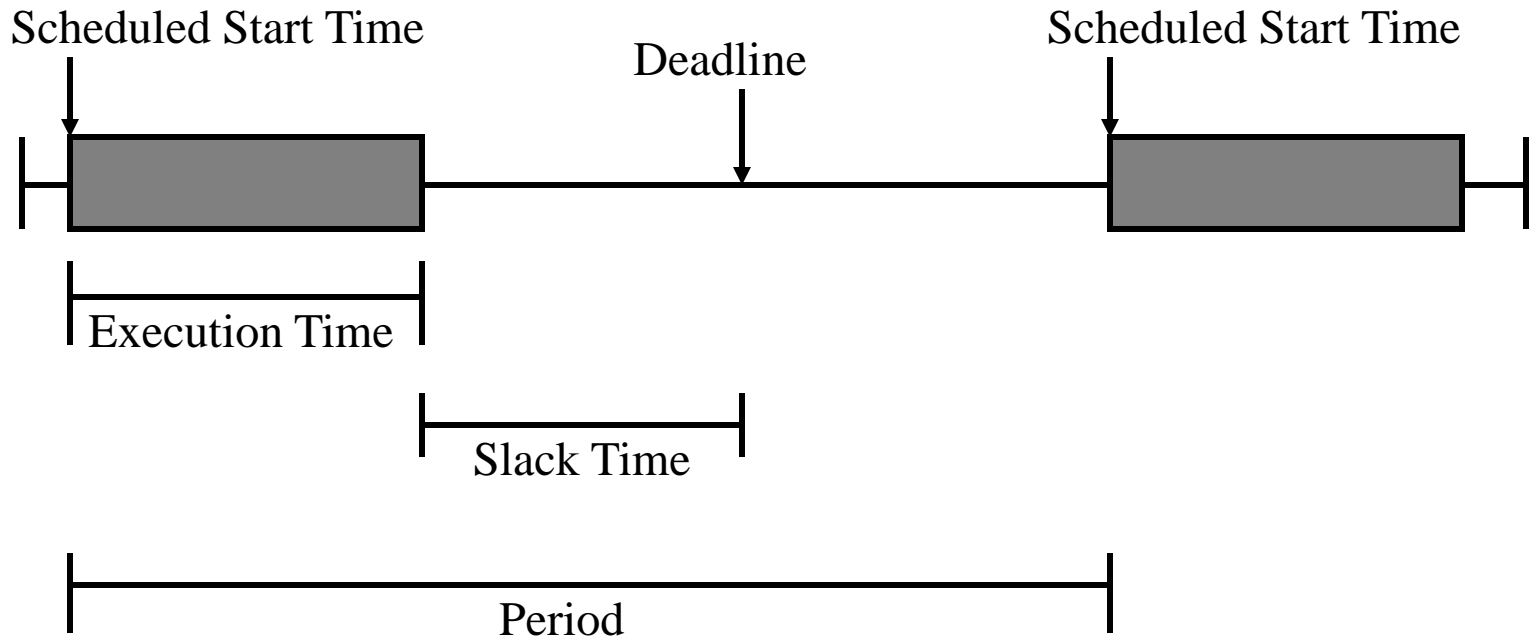 Scheduled Start Time
Scheduled Start Time
Deadline
Execution Time
Slack Time
Period